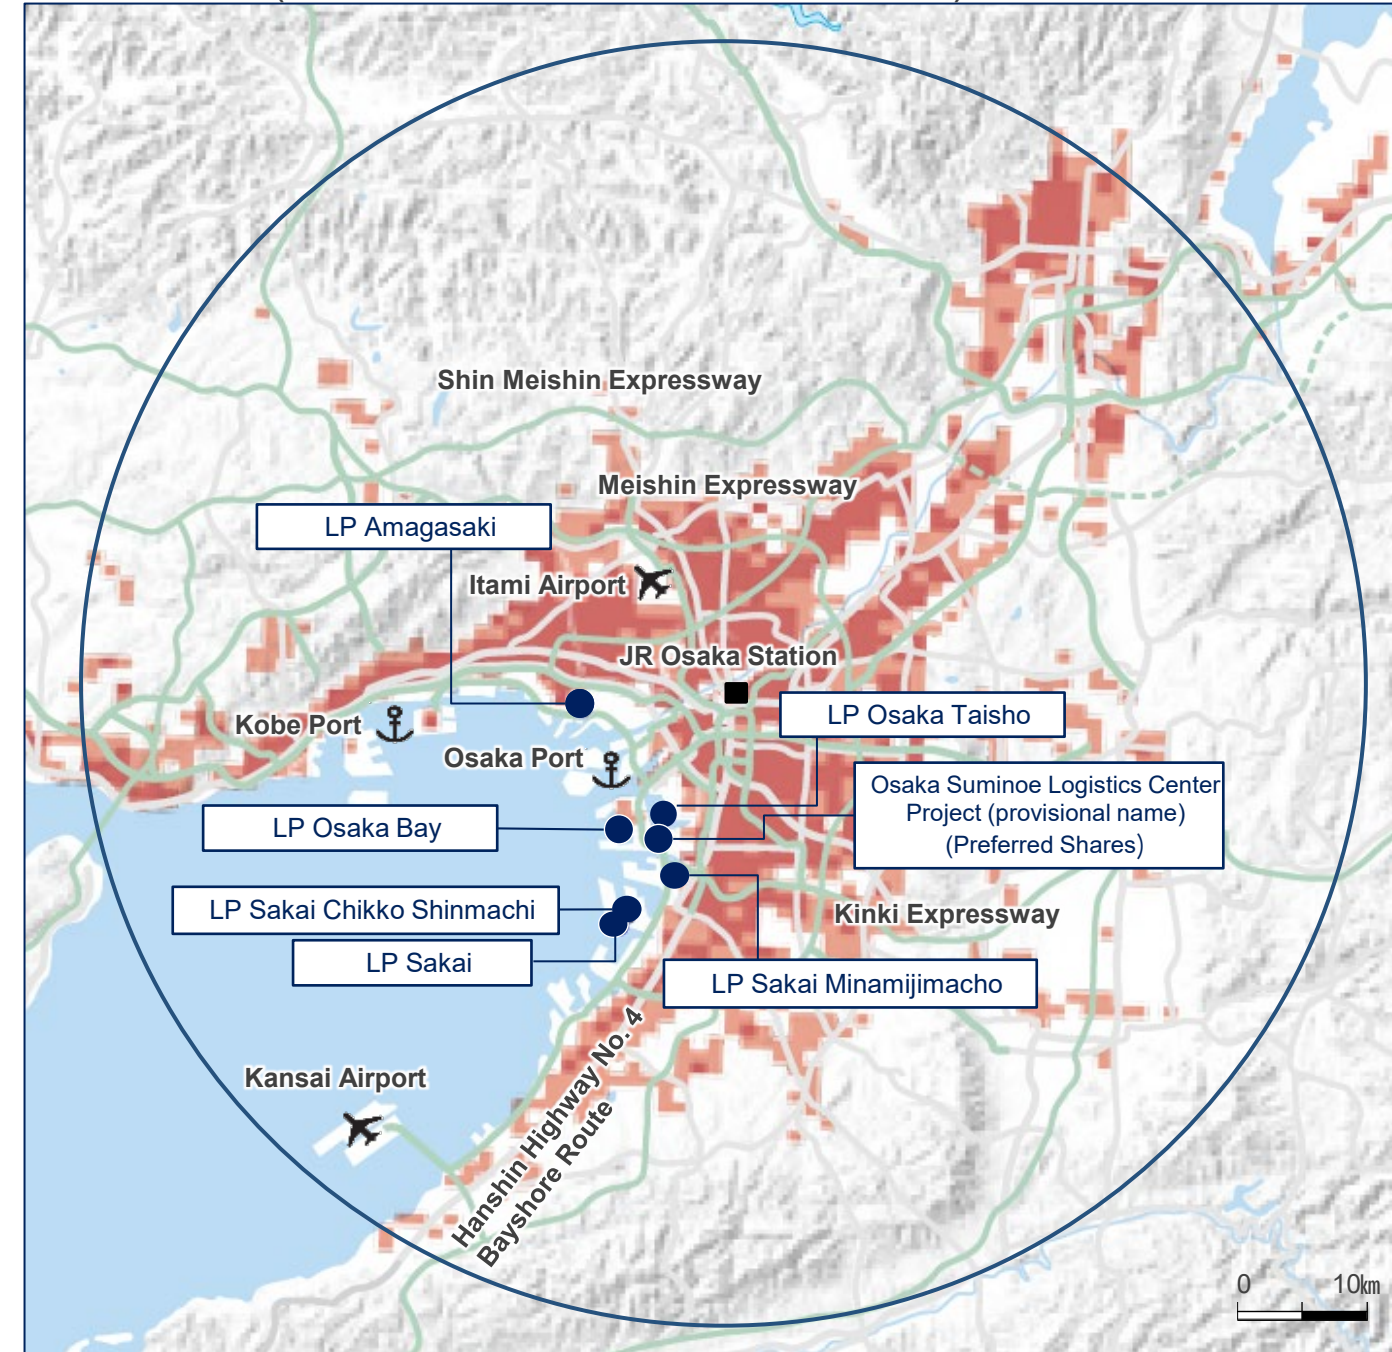 Shin Meishin Expressway
Meishin Expressway
LP Amagasaki
Itami Airport
JR Osaka Station
LP Osaka Taisho
Kobe Port
Osaka Port
Osaka Suminoe Logistics Center
Project (provisional name)
(Preferred Shares)
LP Osaka Bay
LP Sakai Chikko Shinmachi
Kinki Expressway
LP Sakai
LP Sakai Minamijimacho
Hanshin Highway No. 4
Bayshore Route
Kansai Airport
0 10㎞